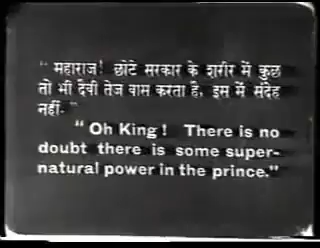 “ महाराज! छोटे सरकार के शरीर में कुछ
तो भी दैवी तेज वास करता है, इस में संदेह
नहीं. ”
“ Oh King! There is no
doubt there is some super-
natural power in the prince.”